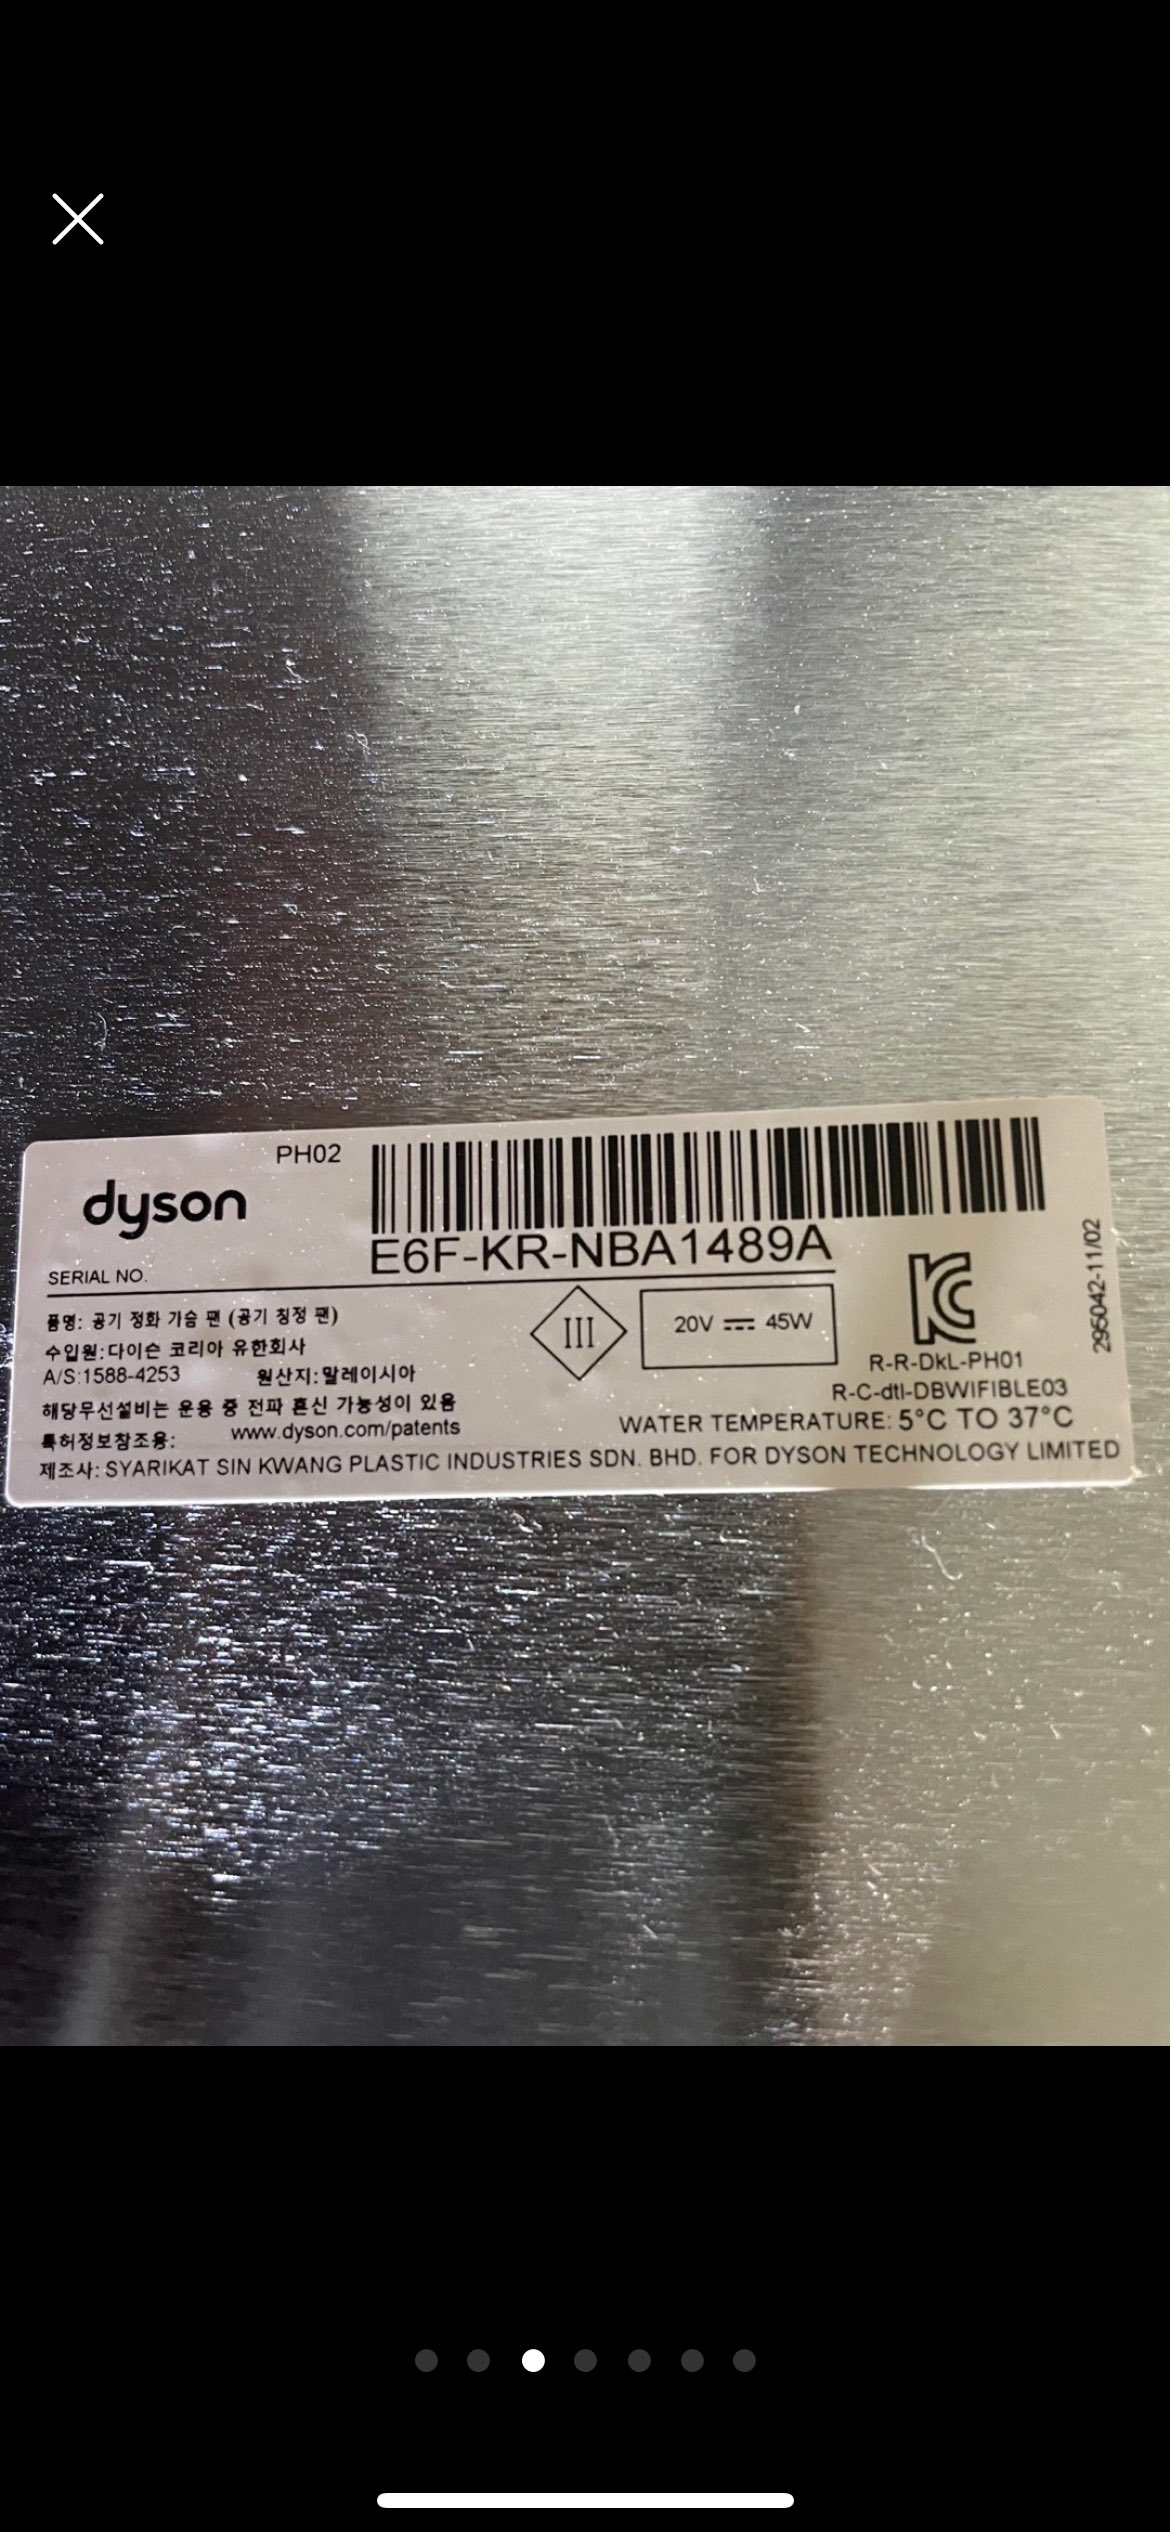 PH02
dyson
E6F-KR-NBA1489A
SERIAL NO.
품명: 공기 정화 가습 팬 (공기 청정 팬)
수입원:다이슨 코리아 유한회사
A/S:1588-4253
원산지:말레이시아
해당무선설비는 운용 중 전파 혼신 가능성이 있음
특허정보참조용:
www.dyson.com/patents
제조사: SYARIKAT SIN KWANG PLASTIC INDUSTRIES SDN. BHD. FOR DYSON TECHNOLOGY LIMITED
III
20V 45W
R-R-DkL-PH01
R-C-dtl-DBWIFIBLE03
WATER TEMPERATURE: 5°C TO 37°C
295042-11/02